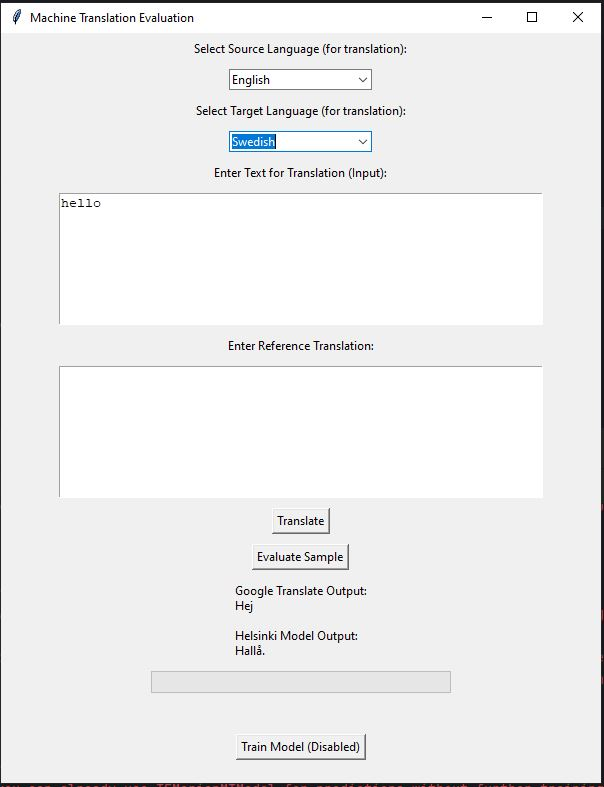 Machine Translation Evaluation
Select Source Language (for translation):
English
Select Target Language (for translation):
Swedish
Enter Text for Translation (Input):
hello
Enter Reference Translation:
Translate
Evaluate Sample
Google Translate Output:
Hej
Helsinki Model Output:
Hallå.
Train Model (Disabled)